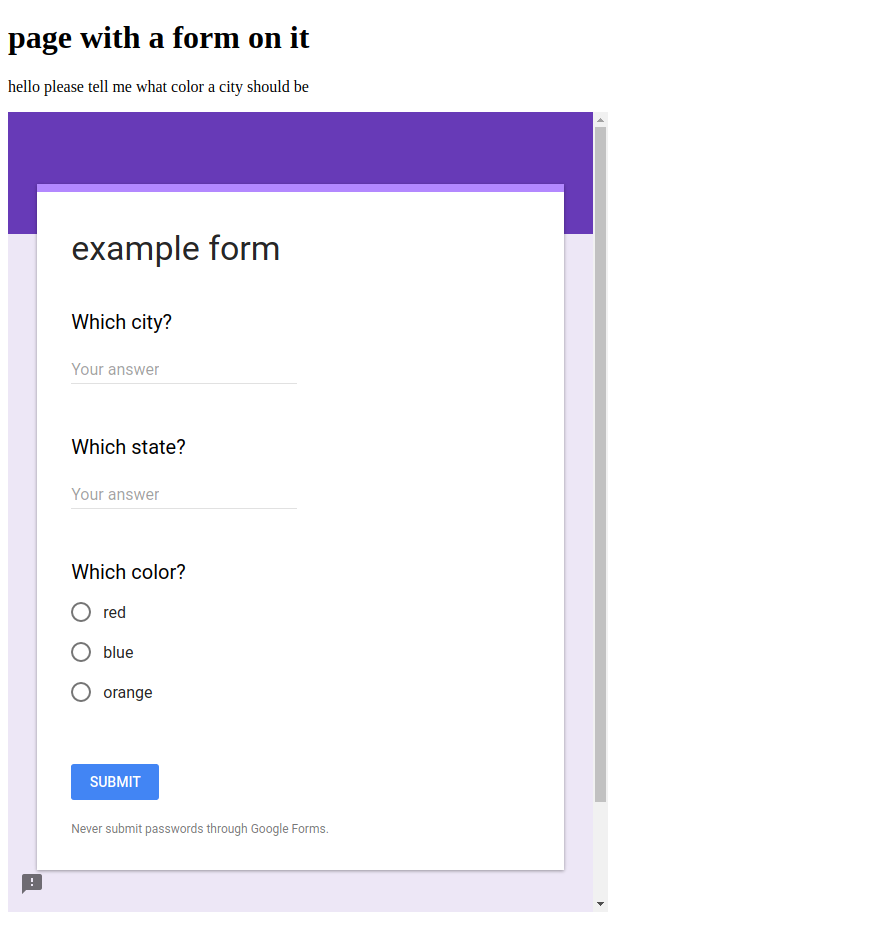 page with a form on it
hello please tell me what color a city should be
example form
Which city?
Your answer
Which state?
Your answer
Which color?
red
blue
orange
SUBMIT
Never submit passwords through Google Forms.